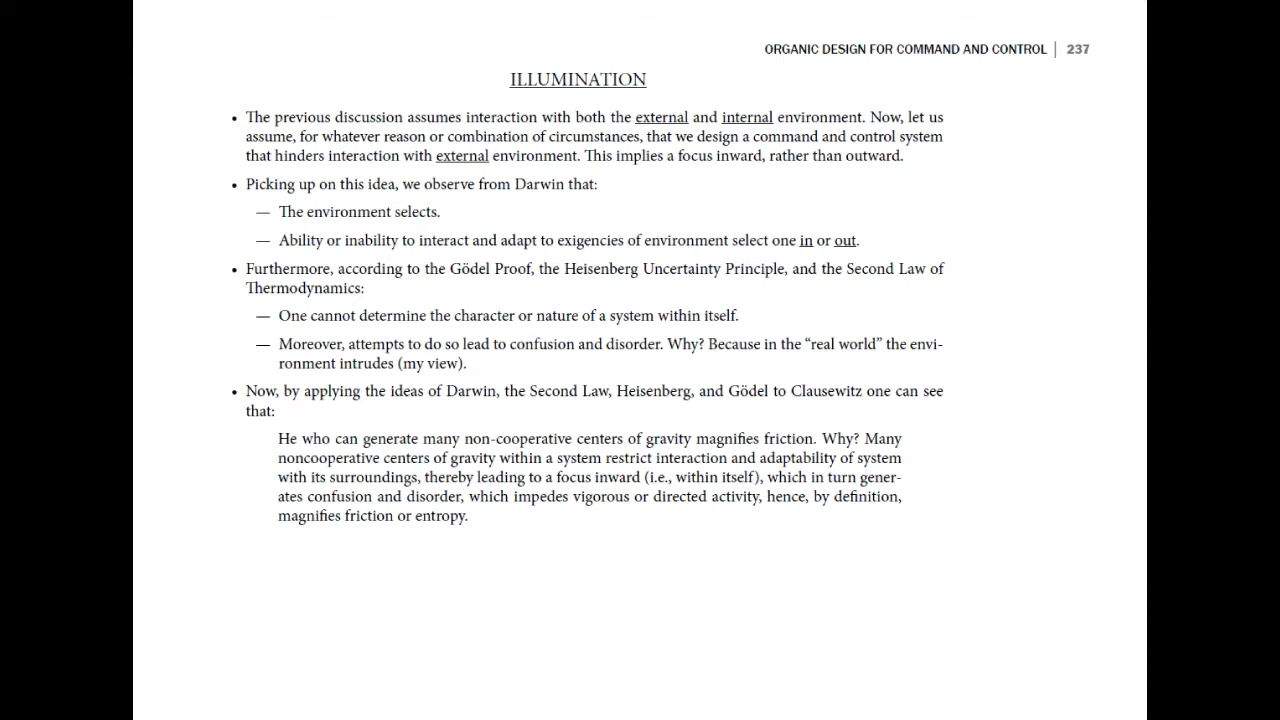 ORGANIC DESIGN FOR COMMAND AND CONTROL | 237
ILLUMINATION
• The previous discussion assumes interaction with both the external and internal environment. Now, let us
assume, for whatever reason or combination of circumstances, that we design a command and control system
that hinders interaction with external environment. This implies a focus inward, rather than outward.
• Picking up on this idea, we observe from Darwin that:
— The environment selects.
— Ability or inability to interact and adapt to exigencies of environment select one in or out.
• Furthermore, according to the Gödel Proof, the Heisenberg Uncertainty Principle, and the Second Law of
Thermodynamics:
— One cannot determine the character or nature of a system within itself.
— Moreover, attempts to do so lead to confusion and disorder. Why? Because in the “real world” the envi-
ronment intrudes (my view).
• Now, by applying the ideas of Darwin, the Second Law, Heisenberg, and Gödel to Clausewitz one can see
that:
He who can generate many non-cooperative centers of gravity magnifies friction. Why? Many
noncooperative centers of gravity within a system restrict interaction and adaptability of system
with its surroundings, thereby leading to a focus inward (i.e., within itself), which in turn gener-
ates confusion and disorder, which impedes vigorous or directed activity, hence, by definition,
magnifies friction or entropy.